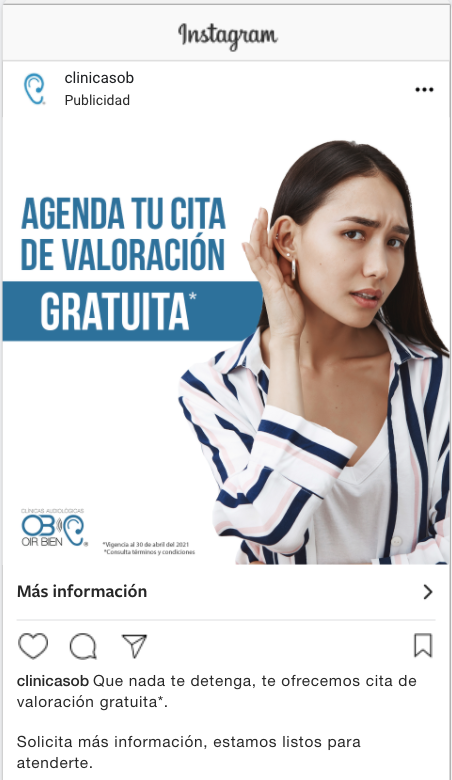 Instagram
clinicasob
Publicidad
AGENDA TU CITA
DE VALORACIÓN
GRATUITA*
CLÍNICAS AUDIOLÓGICAS
OB
OIR BIEN
*Vigencia al 30 de abril del 2021
*Consulta términos y condiciones
Más información
clinicasob Que nada te detenga, te ofrecemos cita de
valoración gratuita*.
Solicita más información, estamos listos para
atenderte.